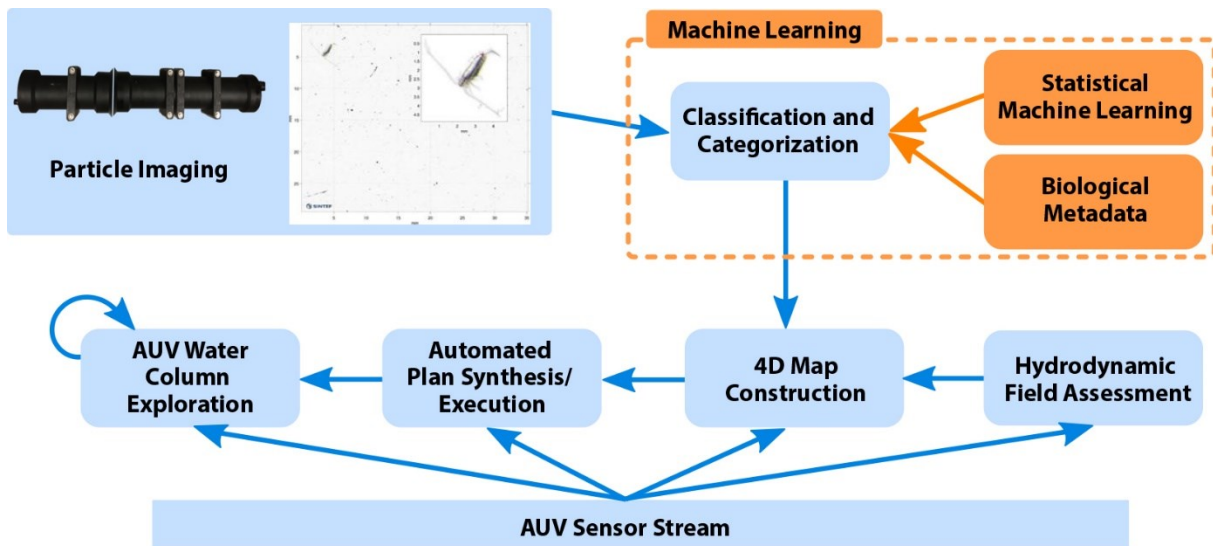 Machine Learning
Particle Imaging
SINTEF
Classification and
Categorization
Statistical
Machine Learning
Biological
Metadata
AUV Water
Column
Exploration
Automated
Plan Synthesis/
Execution
4D Map
Construction
Hydrodynamic
Field Assessment
AUV Sensor Stream